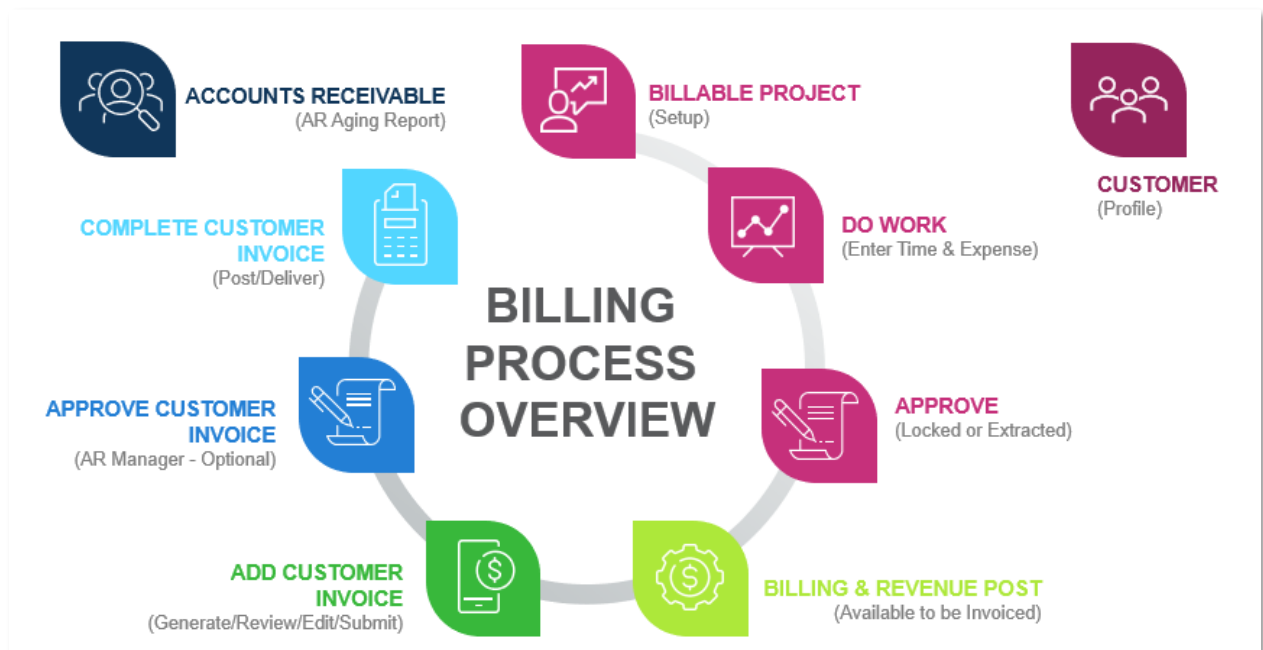 ACCOUNTS RECEIVABLE
(AR Aging Report)
BILLABLE PROJECT
(Setup)
CUSTOMER
(Profile)
COMPLETE CUSTOMER
INVOICE
(Post/Deliver)
DO WORK
(Enter Time & Expense)
BILLING
PROCESS
OVERVIEW
APPROVE CUSTOMER
INVOICE
(AR Manager - Optional)
APPROVE
(Locked or Extracted)
ADD CUSTOMER
INVOICE
(Generate/Review/Edit/Submit)
$
$
BILLING & REVENUE POST
(Available to be Invoiced)